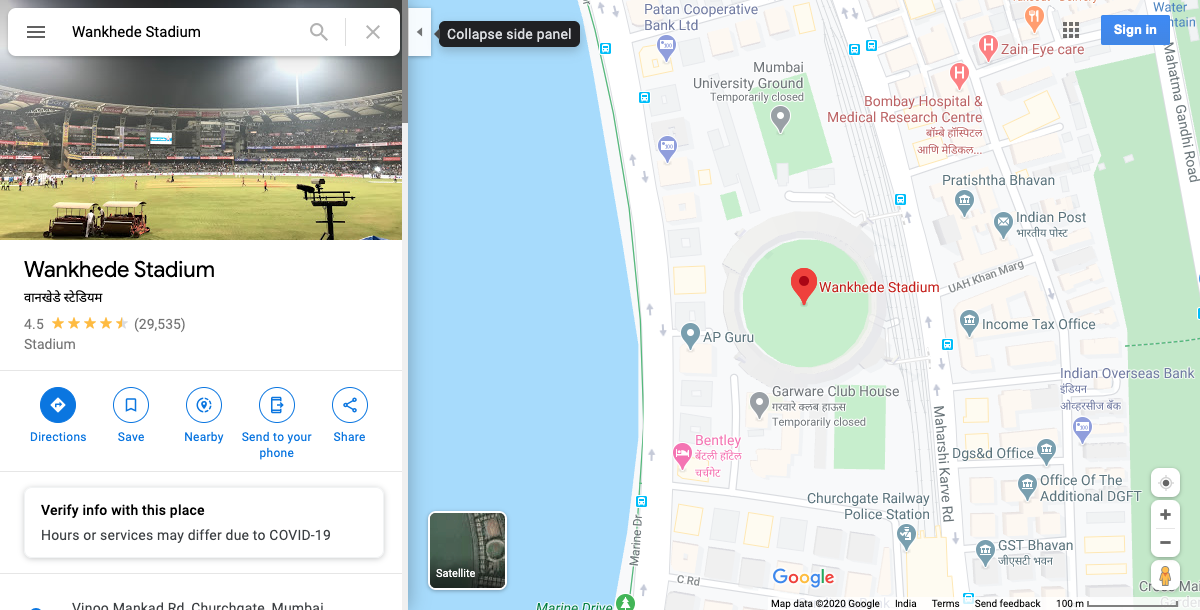 Wankhede Stadium
Collapse side panel
Sign in
Wankhede Stadium
वानखेडे स्टेडियम
4.5 (29,535)
Stadium
Directions
Save
Nearby
Send to your
phone
Share
Verify info with this place
Hours or services may differ due to COVID-19
Vinoo Mankad Rd, Churchgate, Mumbai,
Patan Cooperative
Bank Ltd
Mumbai
University Ground
Temporarily closed
Zain Eye care
Water
Fountain
Mahatma Gandhi Road
Bombay Hospital &
Medical Research Centre
बॉम्बे हॉस्पिटल
आणि मेडिकल...
Pratishtha Bhavan
Indian Post
भारतीय पोस्ट
UAH Khan Marg
Wankhede Stadium
AP Guru
Income Tax Office
Garware Club House
गरवारे क्लब हाऊस
Temporarily closed
Indian Overseas Bank
इंडियन
ओव्हरसीज बँक
Bentley
बेंटली हॉटेल
चर्चगेट
Maharshi Karve Rd
Dgs&d Office
Office Of The
Additional DGFT
Churchgate Railway
Police Station
GST Bhavan
जीएसटी भवन
Marine Dr
C Rd
Satellite
Google
Marine Drive
Map data ©2020 Google India Terms Send feedback 100 m